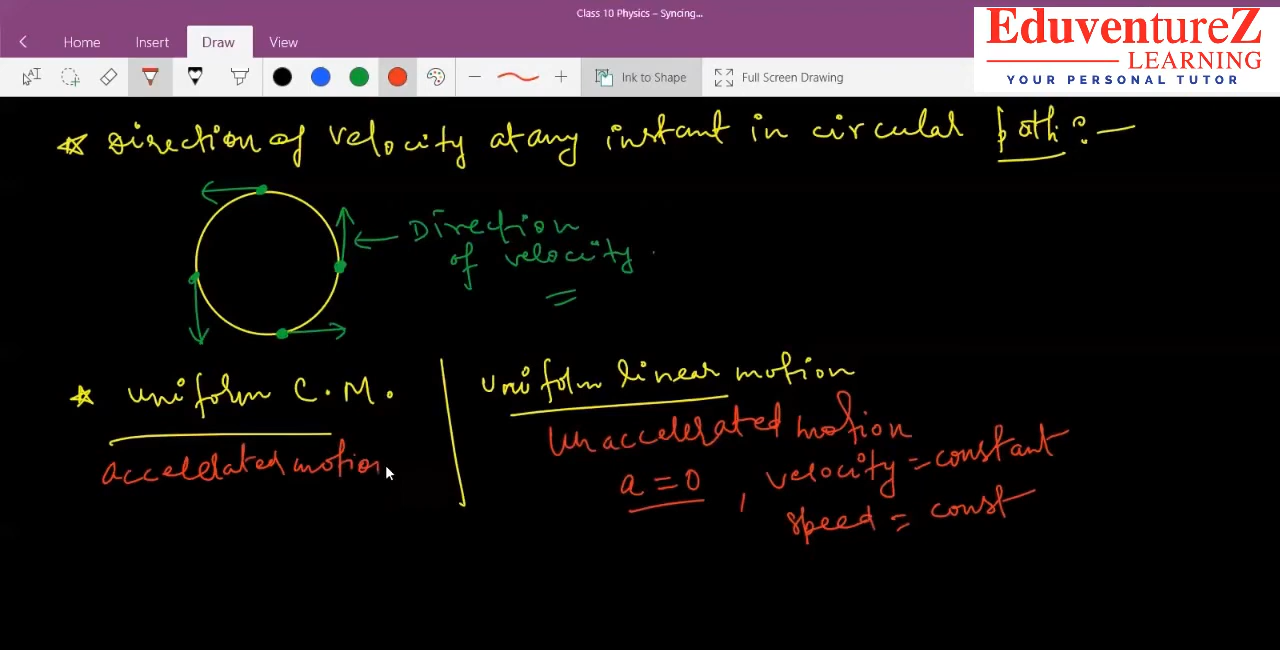 Class 10 Physics – Syncing...
Home Insert Draw View
EduventureZ
LEARNING
YOUR PERSONAL TUTOR
Ink to Shape
Full Screen Drawing
Direction of velocity at any instant in circular path :—
Direction
of velocity
uniform C.M.
accelerated motion
uniform linear motion
unaccelerated motion
a = 0 , velocity = constant
speed = const